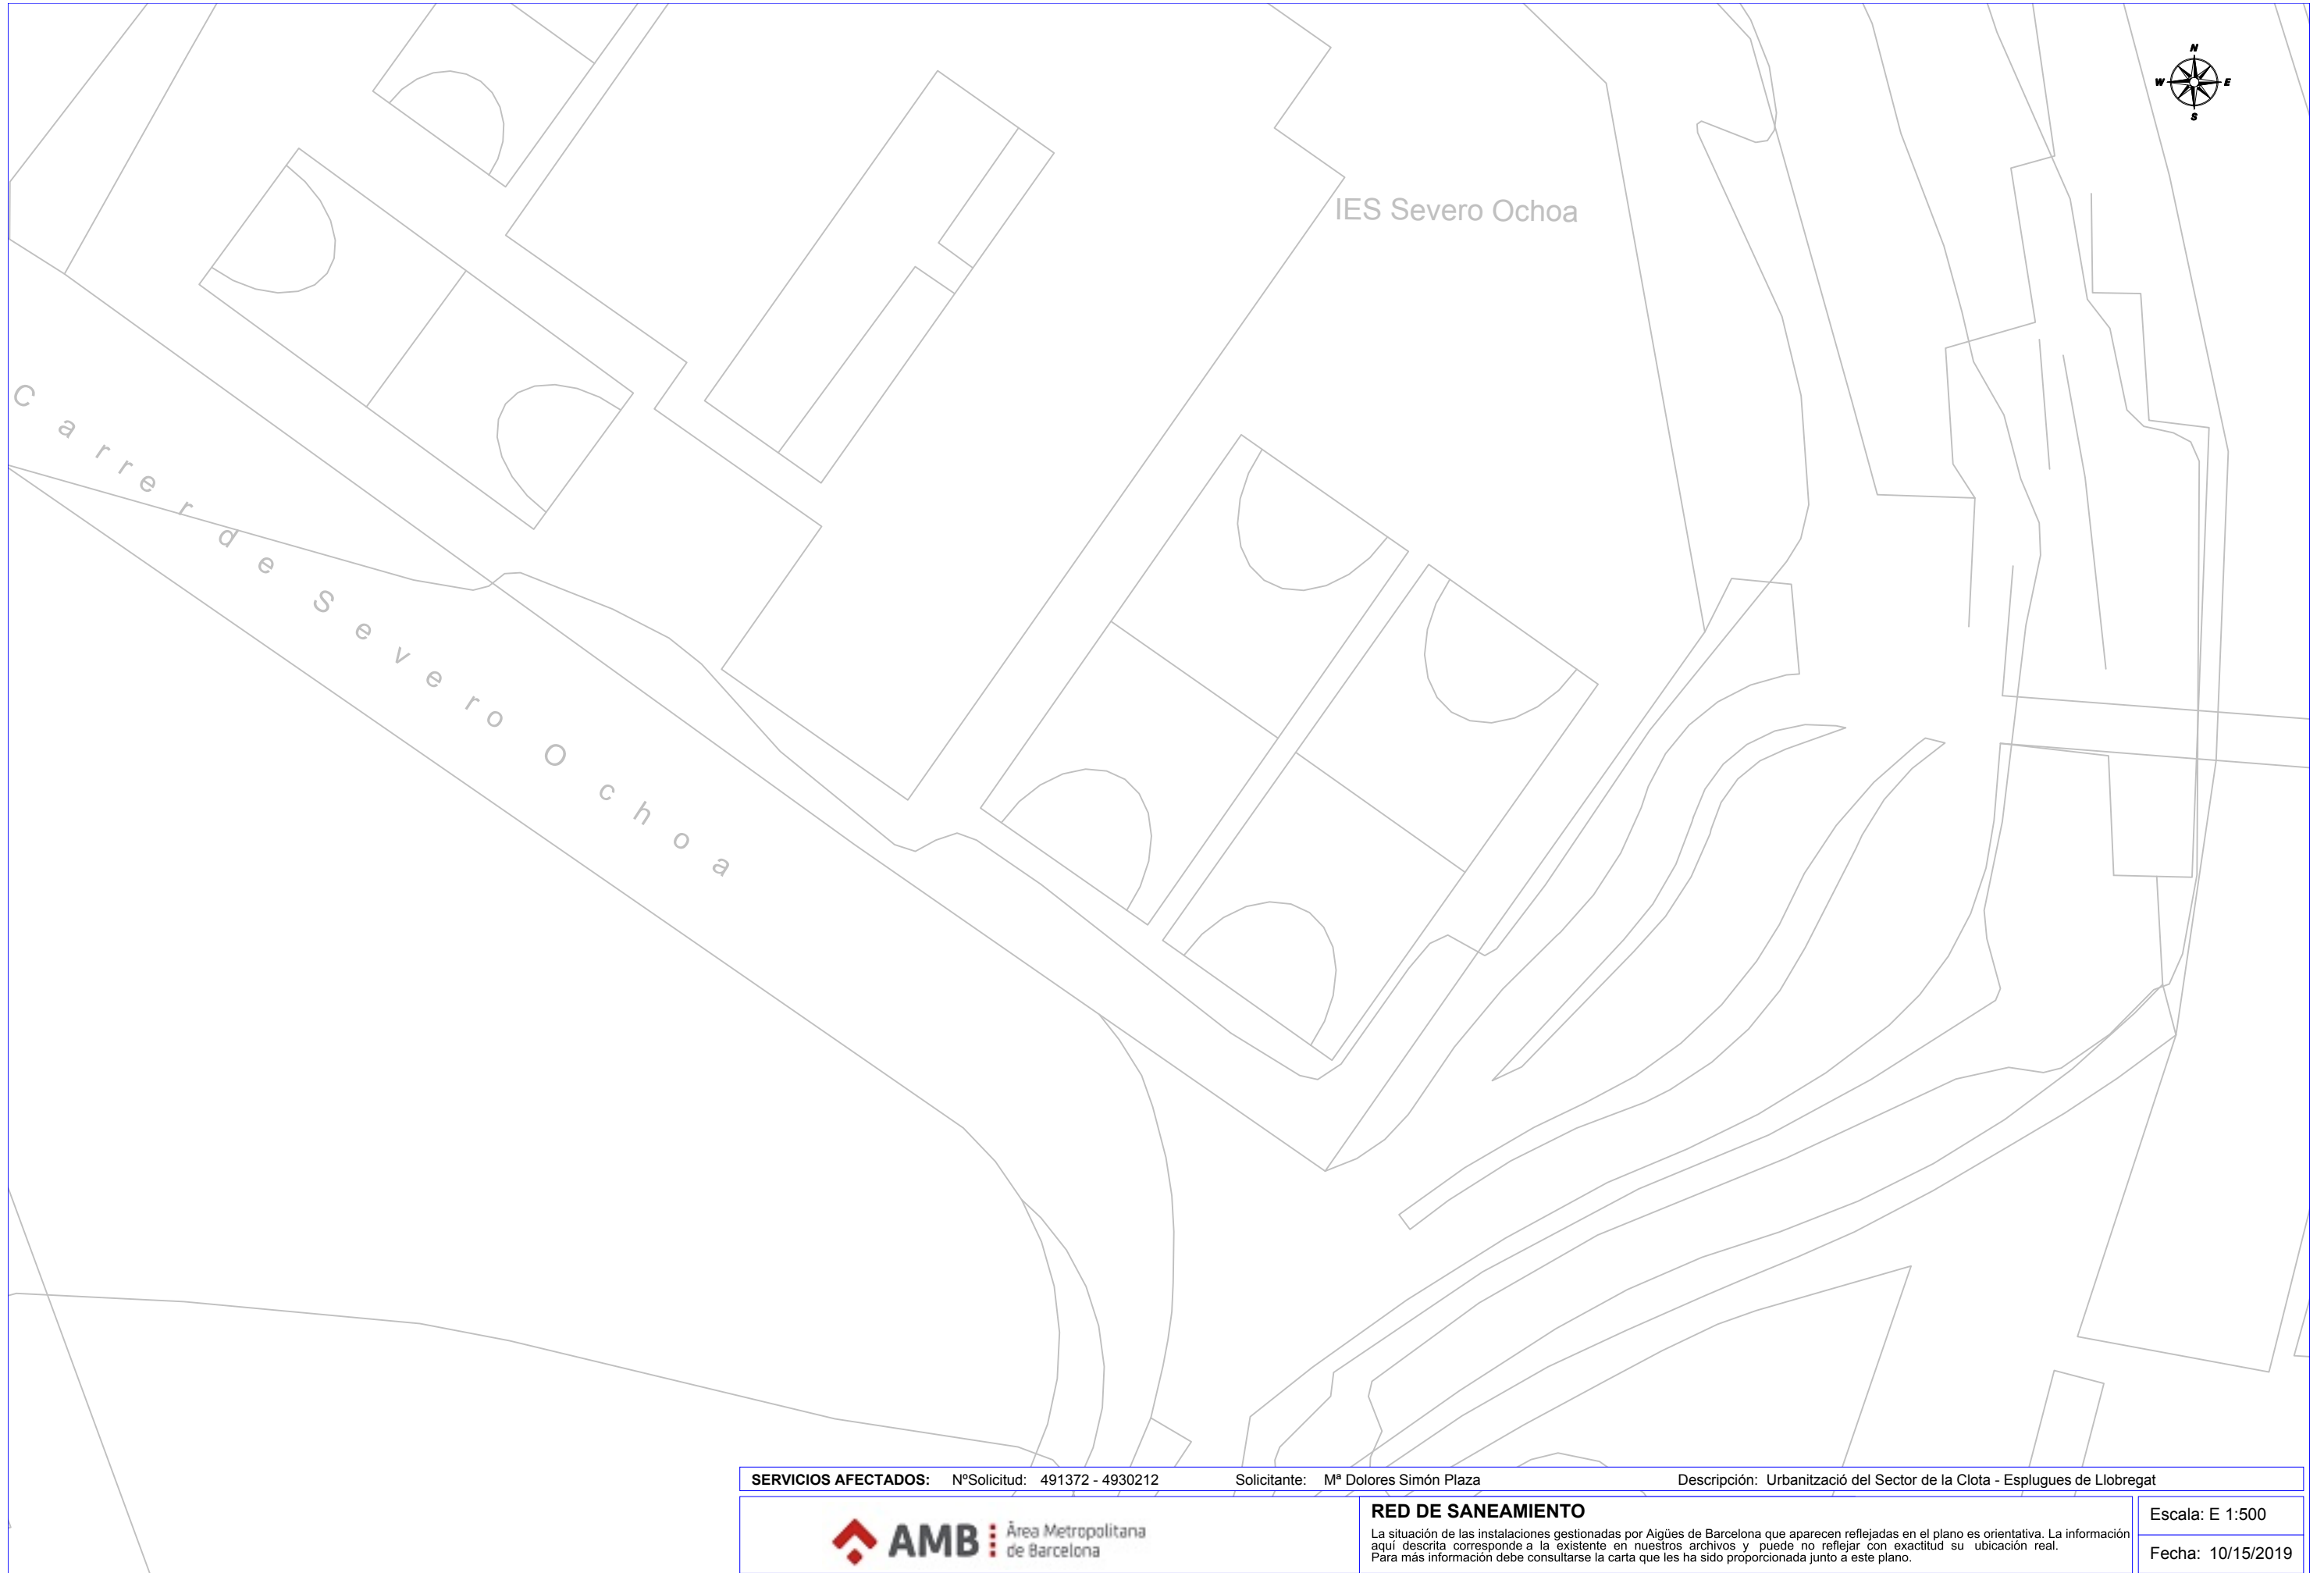 N
W E
S
IES Severo Ochoa
Carrer de Severo Ochoa
SERVICIOS AFECTADOS: NºSolicitud: 491372 - 4930212 Solicitante: Mª Dolores Simón Plaza Descripción: Urbanització del Sector de la Clota - Esplugues de Llobregat
AMB Àrea Metropolitana
de Barcelona
RED DE SANEAMIENTO
La situación de las instalaciones gestionadas por Aigües de Barcelona que aparecen reflejadas en el plano es orientativa. La información
aquí descrita corresponde a la existente en nuestros archivos y puede no reflejar con exactitud su ubicación real.
Para más información debe consultarse la carta que les ha sido proporcionada junto a este plano.
Escala: E 1:500
Fecha: 10/15/2019